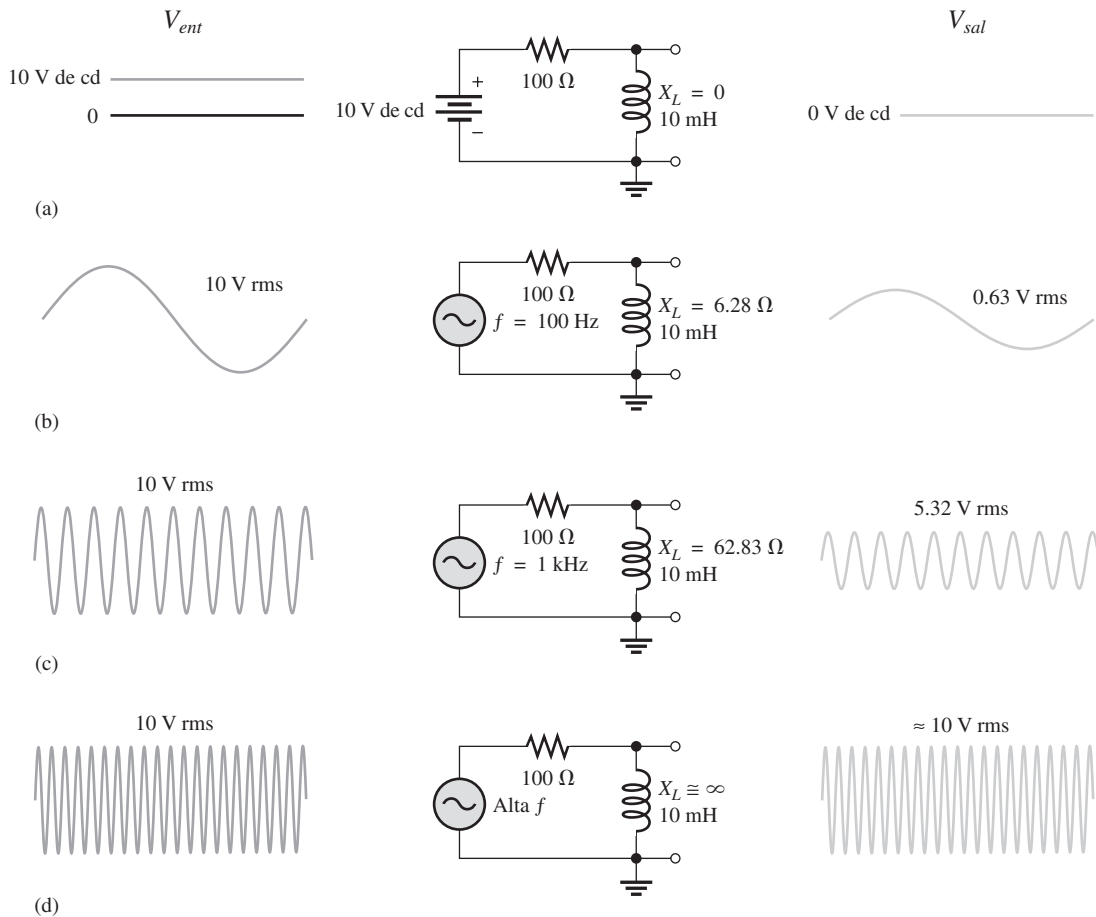 V_ent
V_sal
10 V de cd
0
10 V de cd
+
−
100 Ω
X_L = 0
10 mH
0 V de cd
(a)
10 V rms
100 Ω
f = 100 Hz
X_L = 6.28 Ω
10 mH
0.63 V rms
(b)
10 V rms
100 Ω
f = 1 kHz
X_L = 62.83 Ω
10 mH
5.32 V rms
(c)
10 V rms
100 Ω
Alta f
X_L ≅ ∞
10 mH
≈ 10 V rms
(d)